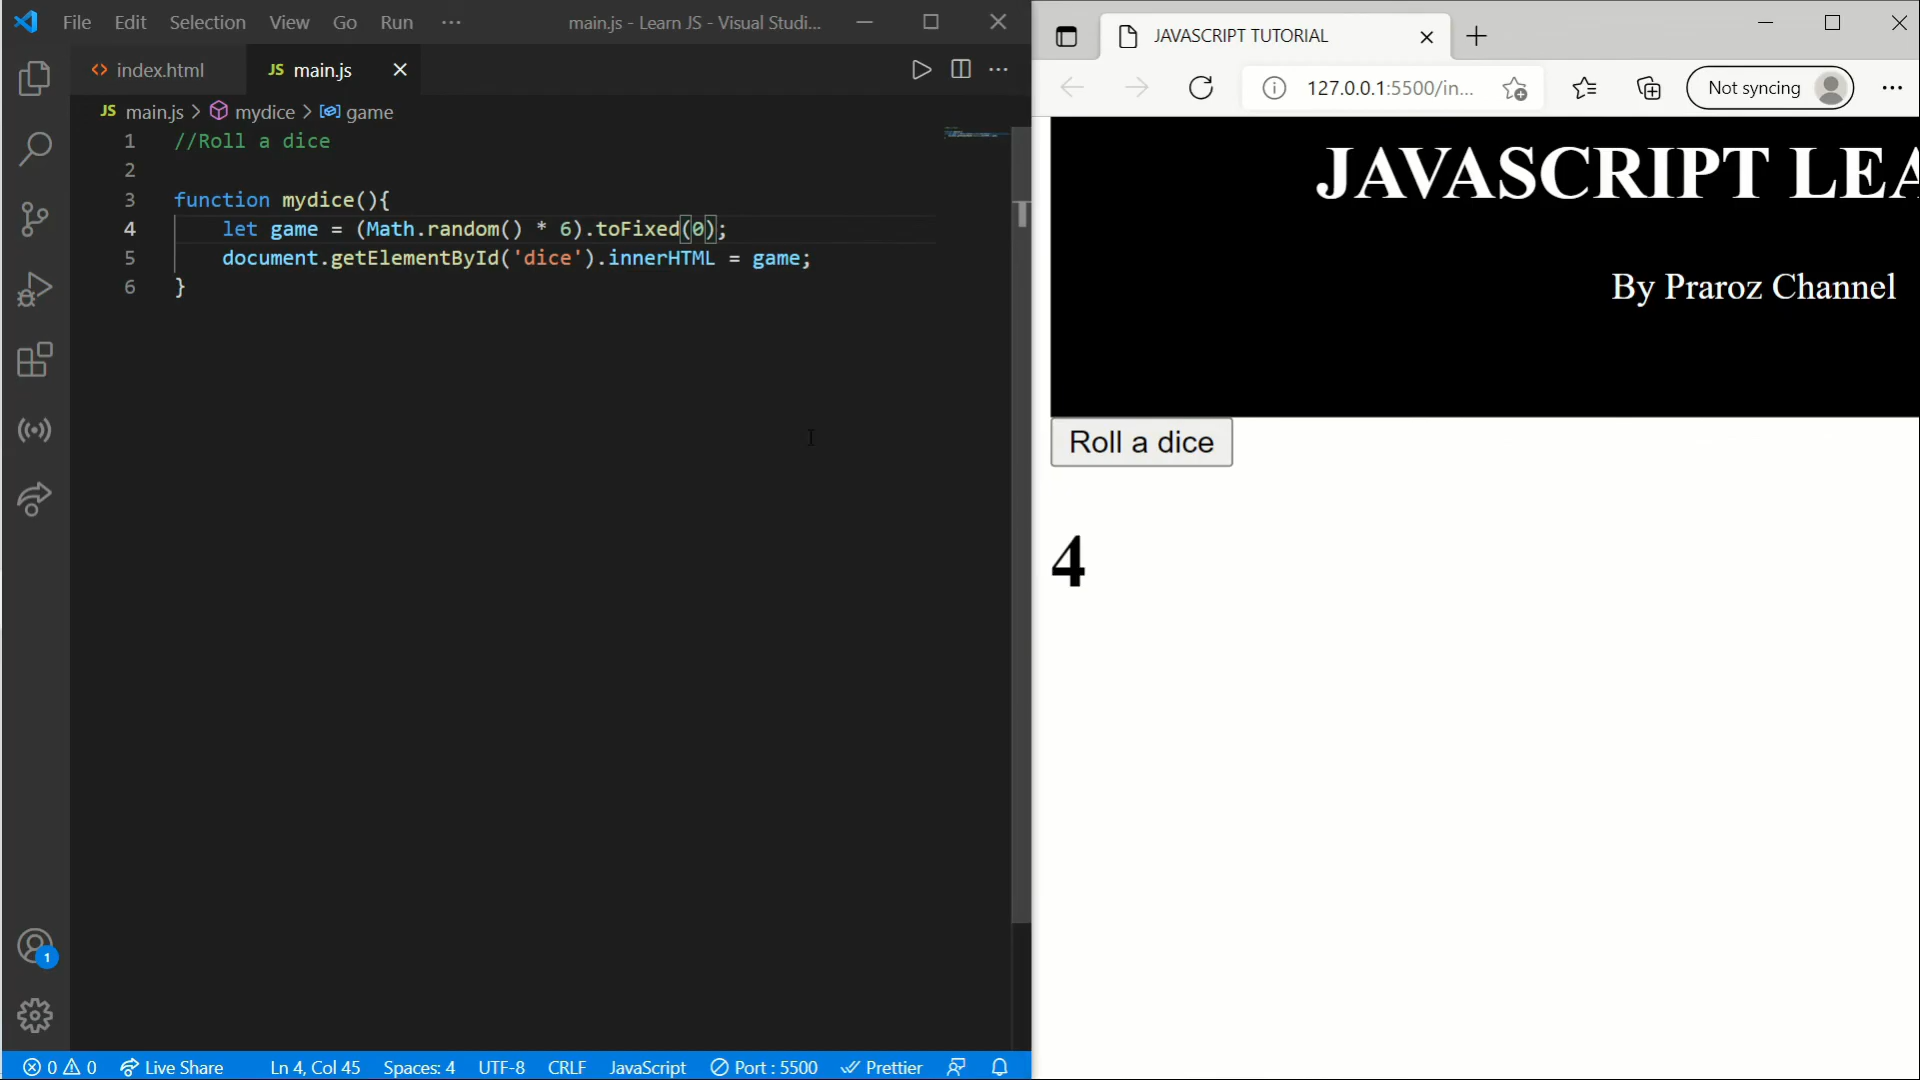 File Edit Selection View Go Run ··· main.js - Learn JS - Visual Studi...
index.html JS main.js
JS main.js > mydice > game
1 //Roll a dice
2
3 function mydice(){
4 let game = (Math.random() * 6).toFixed(0);
5 document.getElementById('dice').innerHTML = game;
6 }
1
0 0 Live Share Ln 4, Col 45 Spaces: 4 UTF-8 CRLF JavaScript Port : 5500 Prettier
JAVASCRIPT TUTORIAL
127.0.0.1:5500/in... Not syncing
JAVASCRIPT LEA
By Praroz Channel
Roll a dice
4